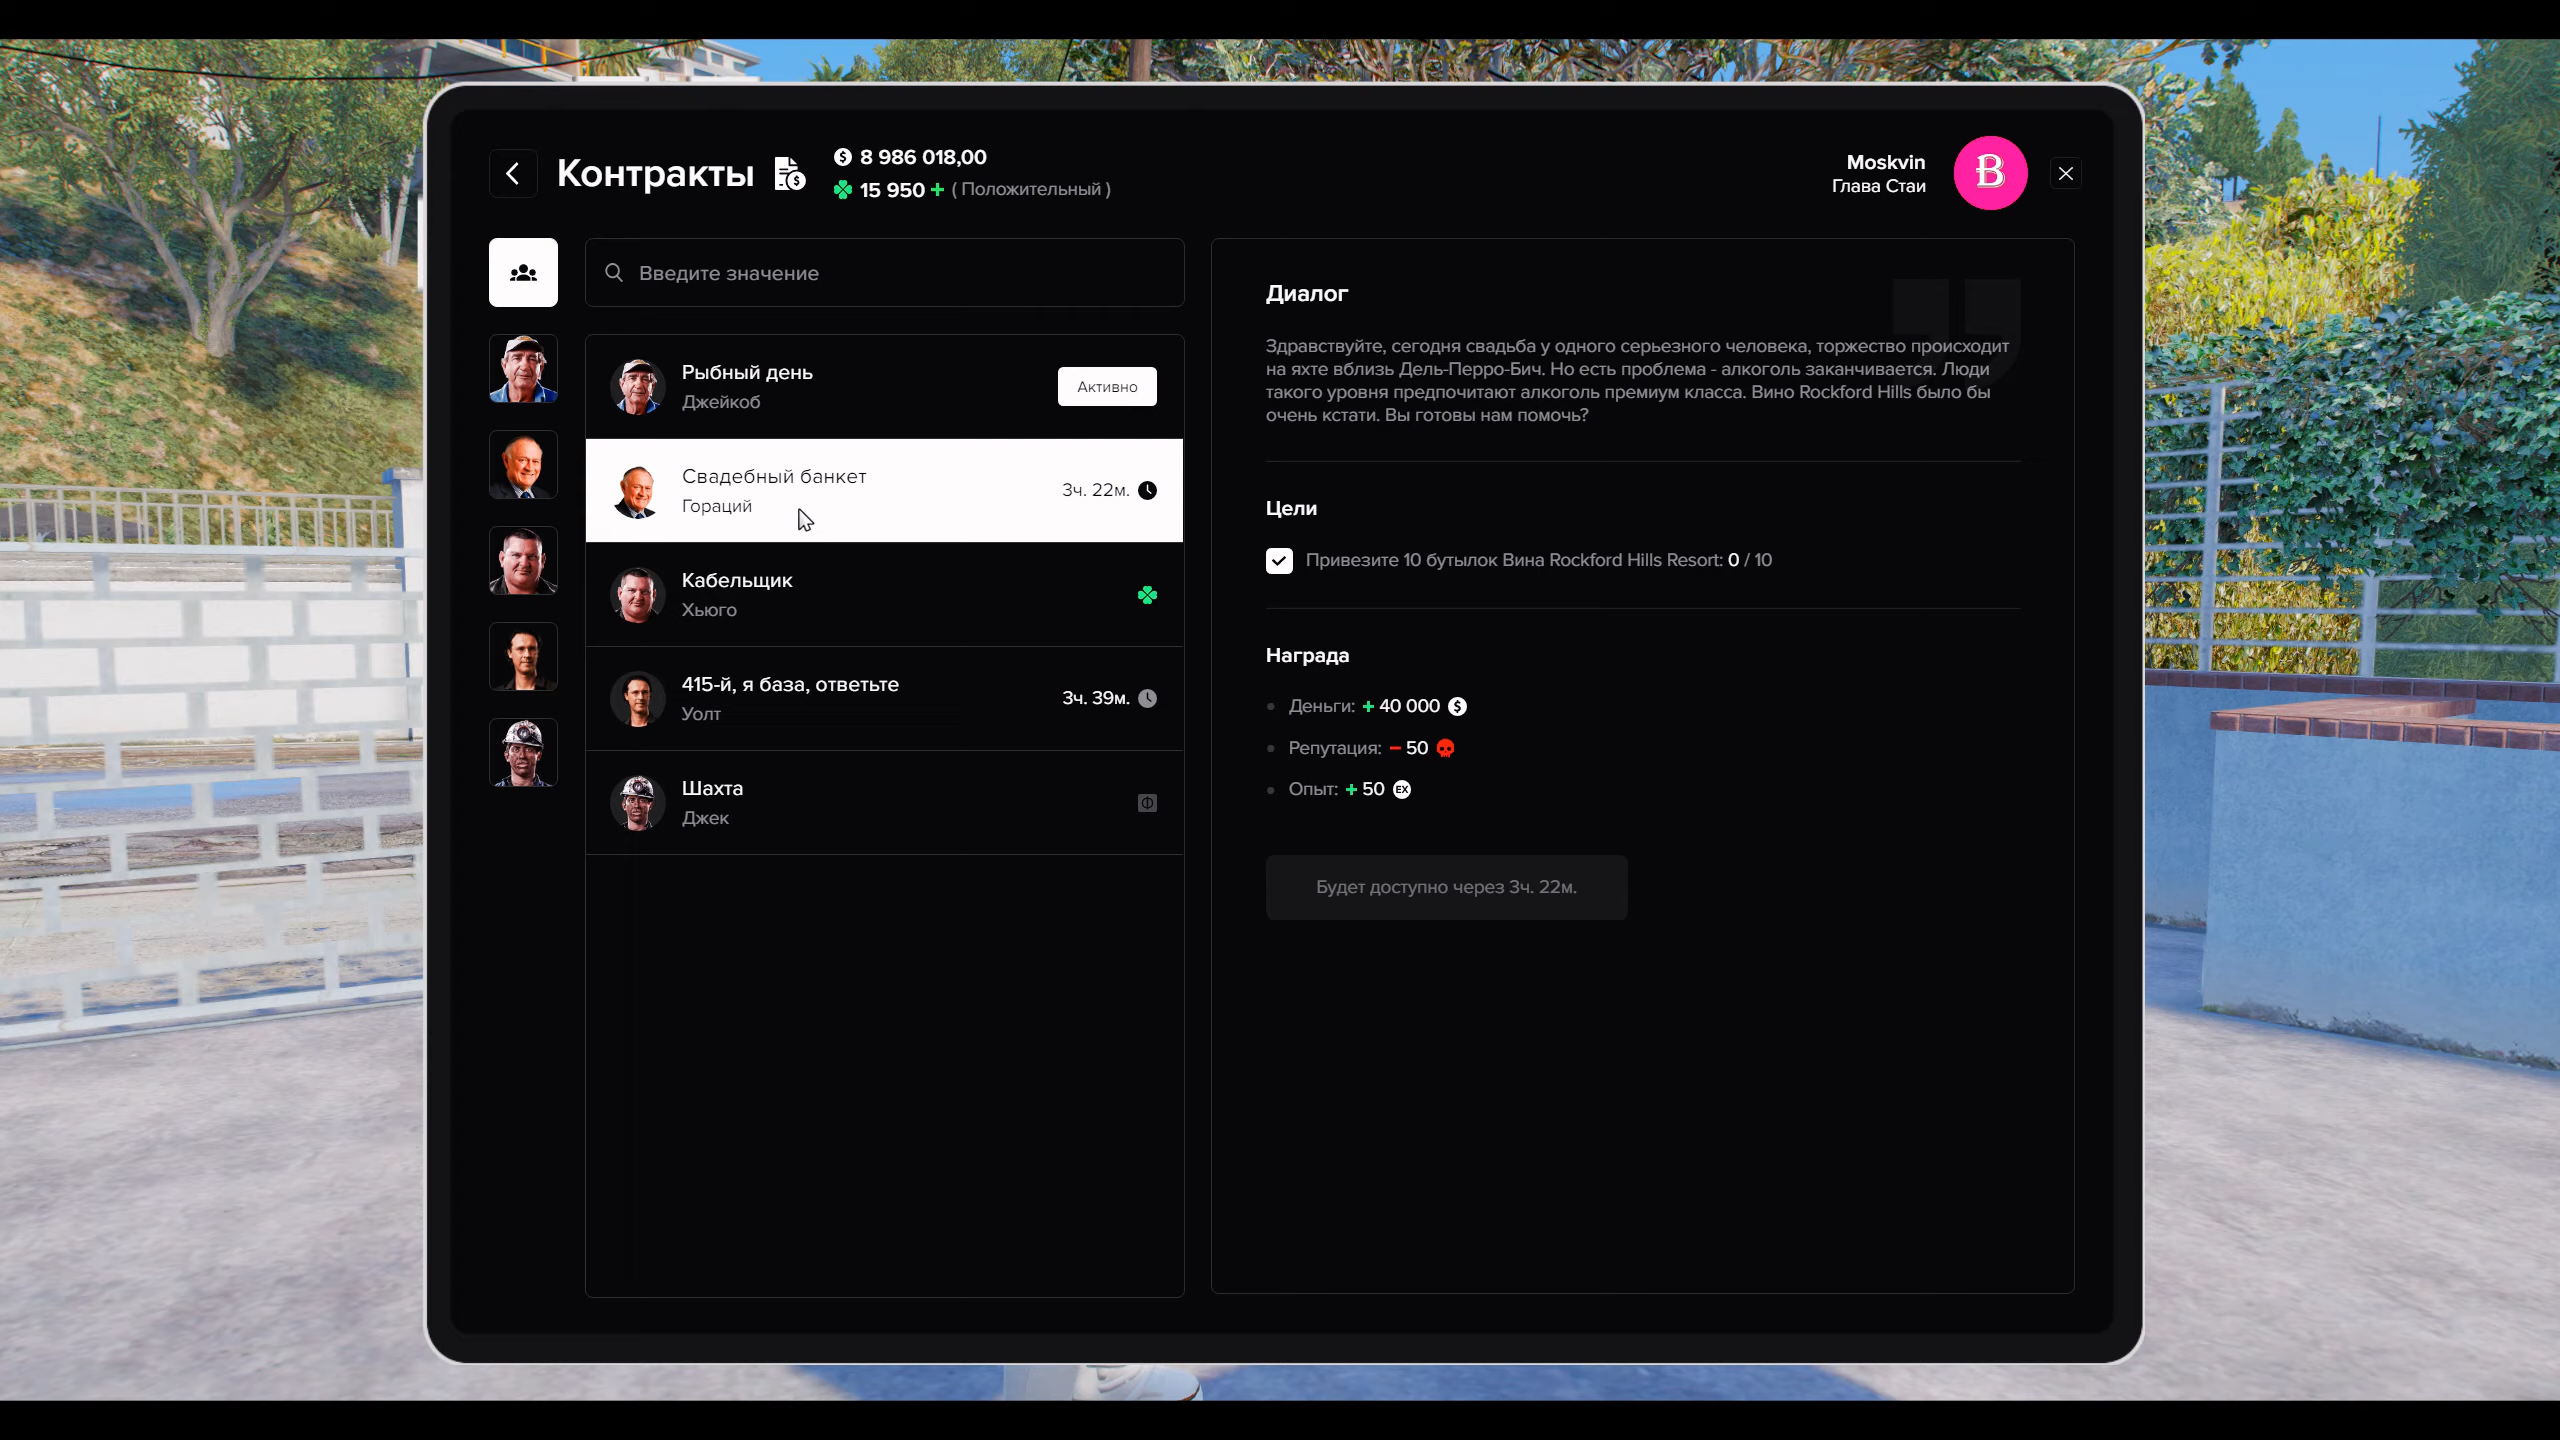 Контракты
8 986 018,00
15 950 + ( Положительный )
Moskvin
Глава Стаи
B
Введите значение
Рыбный день
Джейкоб
Активно
Свадебный банкет
Гораций
3ч. 22м.
Кабельщик
Хьюго
415-й, я база, ответьте
Уолт
3ч. 39м.
Шахта
Джек
Диалог
Здравствуйте, сегодня свадьба у одного серьезного человека, торжество происходит
на яхте вблизь Дель-Перро-Бич. Но есть проблема - алкоголь заканчивается. Люди
такого уровня предпочитают алкоголь премиум класса. Вино Rockford Hills было бы
очень кстати. Вы готовы нам помочь?
Цели
Привезите 10 бутылок Вина Rockford Hills Resort: 0 / 10
Награда
Деньги: + 40 000 $
Репутация: - 50
Опыт: + 50 EX
Будет доступно через 3ч. 22м.